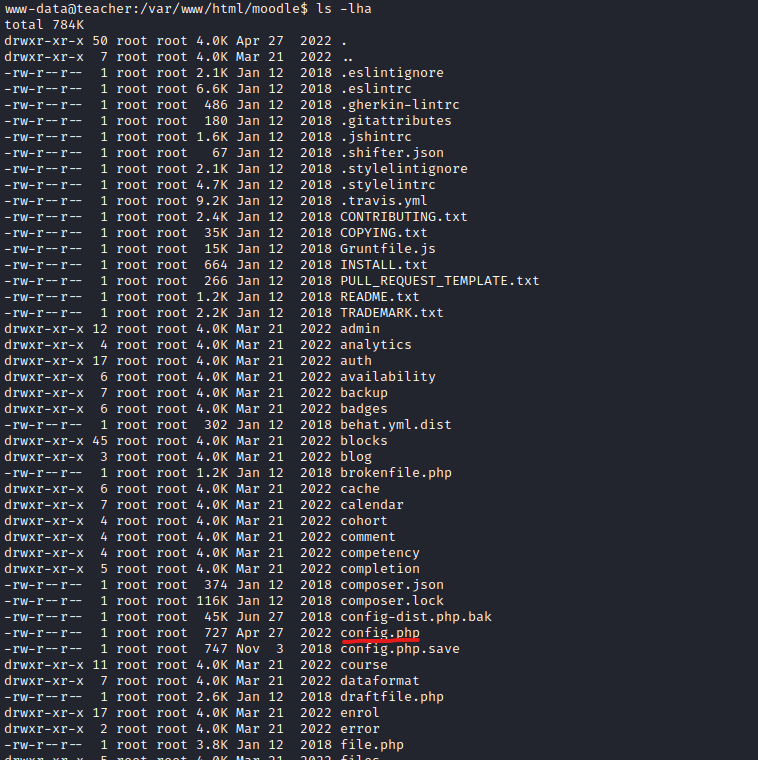 www-data@teacher:/var/www/html/moodle$ ls -lha
total 784K
drwxr-xr-x 50 root root 4.0K Apr 27  2022 .
drwxr-xr-x  7 root root 4.0K Mar 21  2022 ..
-rw-r--r--  1 root root 2.1K Jan 12  2018 .eslintignore
-rw-r--r--  1 root root 6.6K Jan 12  2018 .eslintrc
-rw-r--r--  1 root root  486 Jan 12  2018 .gherkin-lintrc
-rw-r--r--  1 root root  180 Jan 12  2018 .gitattributes
-rw-r--r--  1 root root 1.6K Jan 12  2018 .jshintrc
-rw-r--r--  1 root root   67 Jan 12  2018 .shifter.json
-rw-r--r--  1 root root 2.1K Jan 12  2018 .stylelintignore
-rw-r--r--  1 root root 4.7K Jan 12  2018 .stylelintrc
-rw-r--r--  1 root root 9.2K Jan 12  2018 .travis.yml
-rw-r--r--  1 root root 2.4K Jan 12  2018 CONTRIBUTING.txt
-rw-r--r--  1 root root  35K Jan 12  2018 COPYING.txt
-rw-r--r--  1 root root  15K Jan 12  2018 Gruntfile.js
-rw-r--r--  1 root root  664 Jan 12  2018 INSTALL.txt
-rw-r--r--  1 root root  266 Jan 12  2018 PULL_REQUEST_TEMPLATE.txt
-rw-r--r--  1 root root 1.2K Jan 12  2018 README.txt
-rw-r--r--  1 root root 2.2K Jan 12  2018 TRADEMARK.txt
drwxr-xr-x 12 root root 4.0K Mar 21  2022 admin
drwxr-xr-x  4 root root 4.0K Mar 21  2022 analytics
drwxr-xr-x 17 root root 4.0K Mar 21  2022 auth
drwxr-xr-x  6 root root 4.0K Mar 21  2022 availability
drwxr-xr-x  7 root root 4.0K Mar 21  2022 backup
drwxr-xr-x  6 root root 4.0K Mar 21  2022 badges
-rw-r--r--  1 root root  302 Jan 12  2018 behat.yml.dist
drwxr-xr-x 45 root root 4.0K Mar 21  2022 blocks
drwxr-xr-x  3 root root 4.0K Mar 21  2022 blog
-rw-r--r--  1 root root 1.2K Jan 12  2018 brokenfile.php
drwxr-xr-x  6 root root 4.0K Mar 21  2022 cache
drwxr-xr-x  7 root root 4.0K Mar 21  2022 calendar
drwxr-xr-x  4 root root 4.0K Mar 21  2022 cohort
drwxr-xr-x  4 root root 4.0K Mar 21  2022 comment
drwxr-xr-x  4 root root 4.0K Mar 21  2022 competency
drwxr-xr-x  5 root root 4.0K Mar 21  2022 completion
-rw-r--r--  1 root root  374 Jan 12  2018 composer.json
-rw-r--r--  1 root root 116K Jan 12  2018 composer.lock
-rw-r--r--  1 root root  45K Jun 27  2018 config-dist.php.bak
-rw-r--r--  1 root root  727 Apr 27  2022 config.php
-rw-r--r--  1 root root  747 Nov  3  2018 config.php.save
drwxr-xr-x 11 root root 4.0K Mar 21  2022 course
drwxr-xr-x  7 root root 4.0K Mar 21  2022 dataformat
-rw-r--r--  1 root root 2.6K Jan 12  2018 draftfile.php
drwxr-xr-x 17 root root 4.0K Mar 21  2022 enrol
drwxr-xr-x  2 root root 4.0K Mar 21  2022 error
-rw-r--r--  1 root root 3.8K Jan 12  2018 file.php
drwxr-xr-x  5 root root 4.0K Mar 21  2022 files